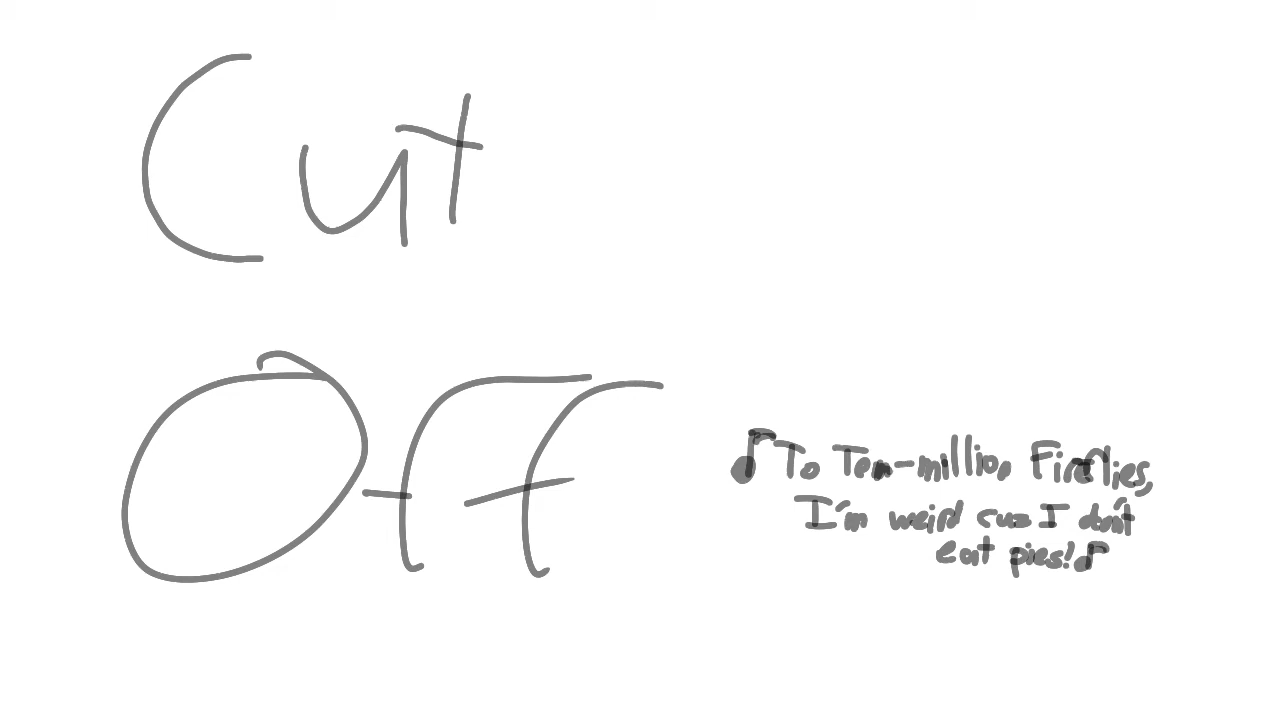 Cut
Off
♪To Ten-million Fireflies,
I'm weird cuz I don't
eat pies!♪